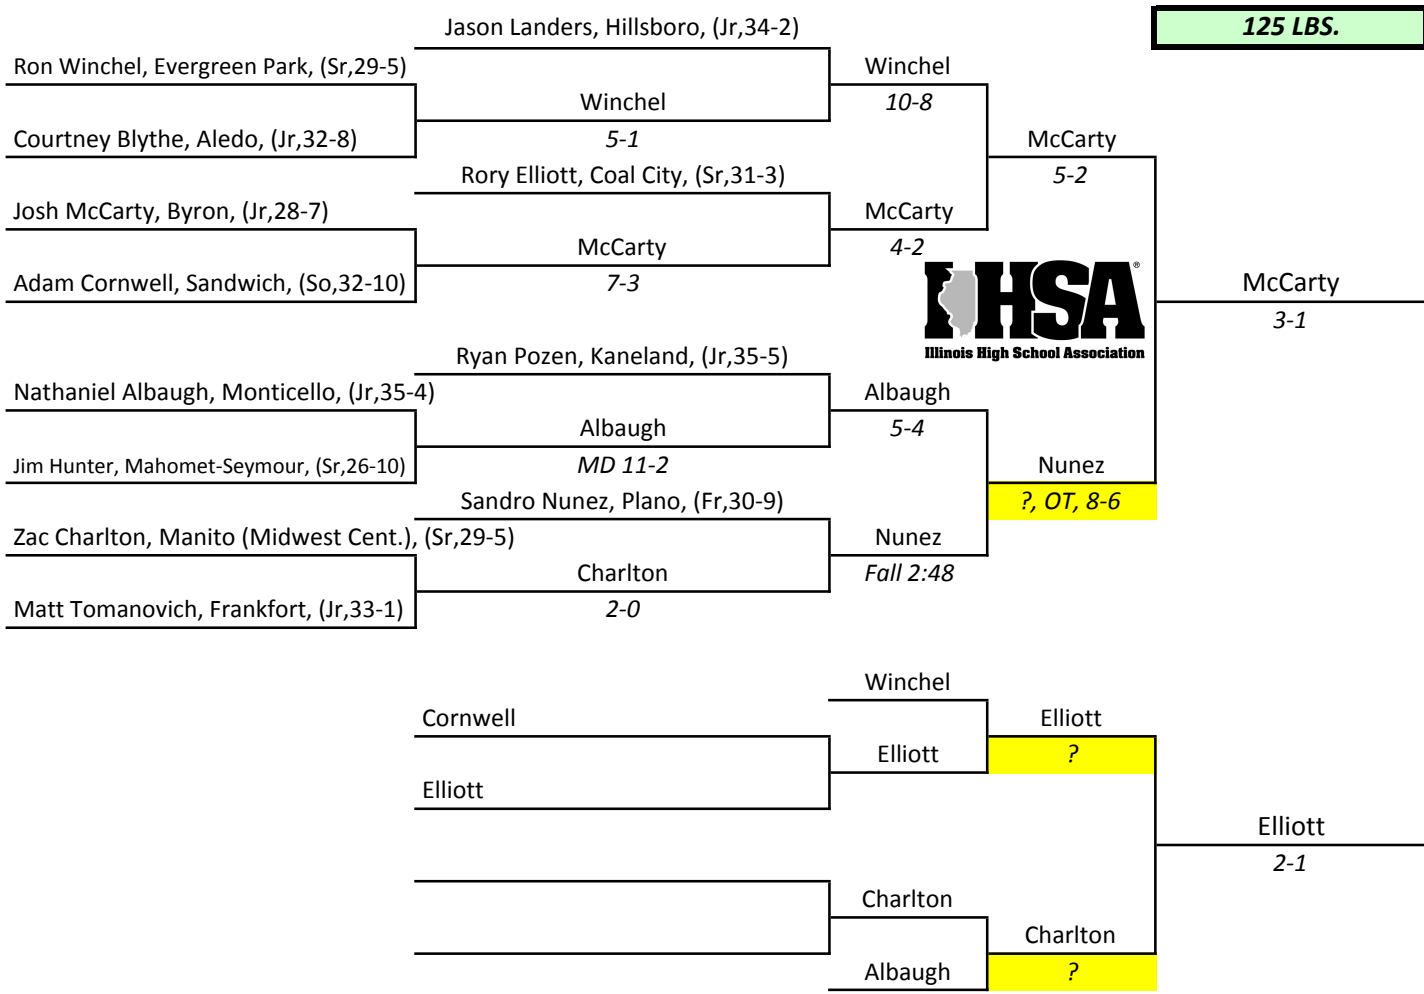 Jason Landers, Hillsboro, (Jr,34-2)
125 LBS.
Ron Winchel, Evergreen Park, (Sr,29-5)
Winchel
Winchel
10-8
Courtney Blythe, Aledo, (Jr,32-8)
5-1
McCarty
Rory Elliott, Coal City, (Sr,31-3)
5-2
Josh McCarty, Byron, (Jr,28-7)
McCarty
McCarty
4-2
Adam Cornwell, Sandwich, (So,32-10)
7-3
IHSA®
McCarty
3-1
Illinois High School Association
Ryan Pozen, Kaneland, (Jr,35-5)
Nathaniel Albaugh, Monticello, (Jr,35-4)
Albaugh
Albaugh
5-4
Jim Hunter, Mahomet-Seymour, (Sr,26-10)
MD 11-2
Nunez
Sandro Nunez, Plano, (Fr,30-9)
?, OT, 8-6
Zac Charlton, Manito (Midwest Cent.), (Sr,29-5)
Nunez
Charlton
Fall 2:48
Matt Tomanovich, Frankfort, (Jr,33-1)
2-0
Winchel
Cornwell
Elliott
Elliott
?
Elliott
Elliott
2-1
Charlton
Charlton
Albaugh
?